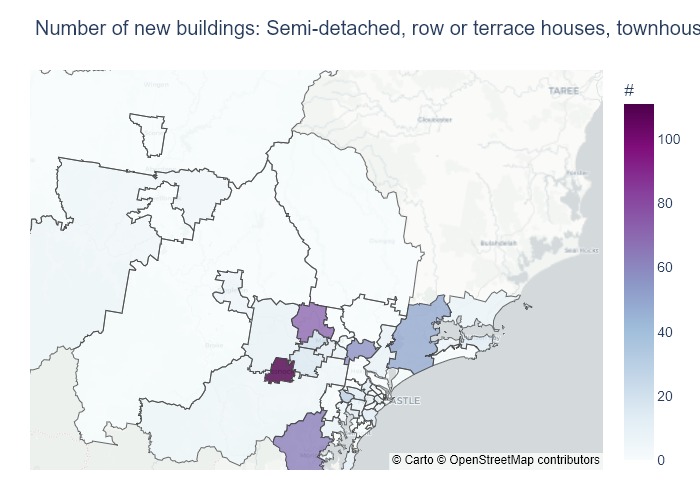 Number of new buildings: Semi-detached, row or terrace houses, townhous
#
TAREE
Gloucester
100
80
Bulahdelah
Seal Rocks
60
40
ASTLE
20
© Carto © OpenStreetMap contributors
0